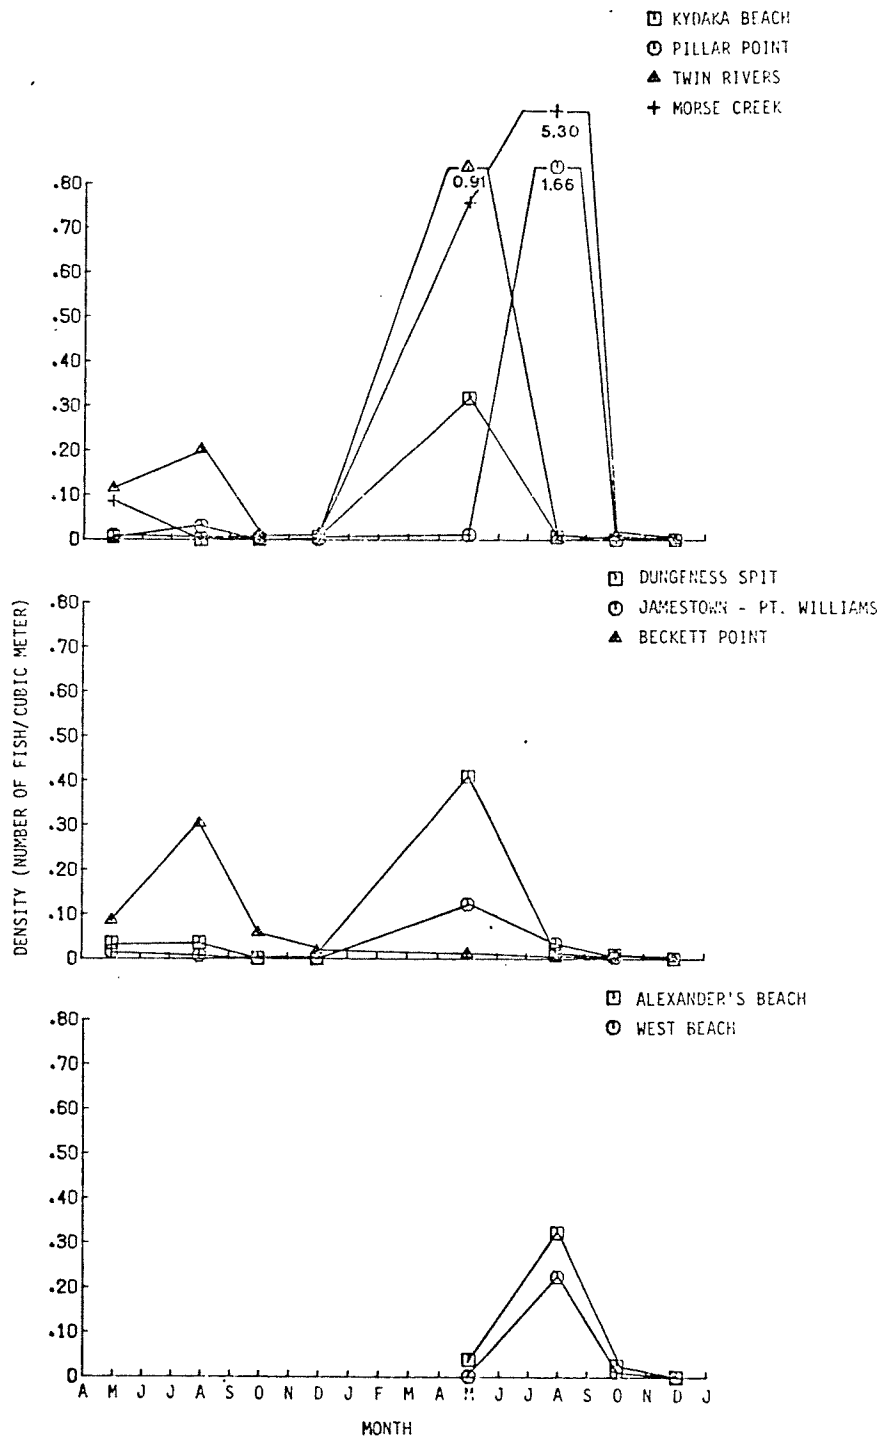 KYDAKA BEACH
PILLAR POINT
TWIN RIVERS
MORSE CREEK
5.30
0.91
1.66
.80
.70
.60
.50
.40
.30
.20
.10
0
DUNGENESS SPIT
JAMESTOWN - PT. WILLIAMS
BECKETT POINT
.80
.70
.60
.50
.40
.30
.20
.10
0
DENSITY (NUMBER OF FISH/CUBIC METER)
ALEXANDER'S BEACH
WEST BEACH
.80
.70
.60
.50
.40
.30
.20
.10
0
A M J J A S O N D J F M A M J J A S O N D J
MONTH